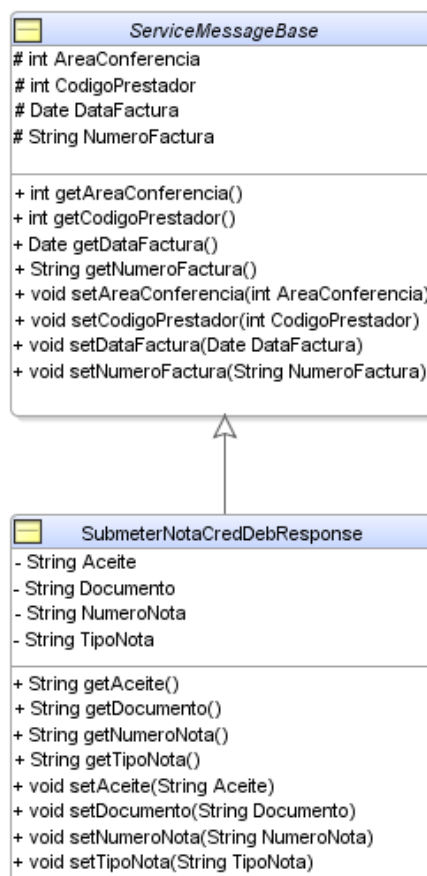 ServiceMessageBase
# int AreaConferencia
# int CodigoPrestador
# Date DataFactura
# String NumeroFactura
+ int getAreaConferencia()
+ int getCodigoPrestador()
+ Date getDataFactura()
+ String getNumeroFactura()
+ void setAreaConferencia(int AreaConferencia)
+ void setCodigoPrestador(int CodigoPrestador)
+ void setDataFactura(Date DataFactura)
+ void setNumeroFactura(String NumeroFactura)
SubmeterNotaCredDebResponse
- String Aceite
- String Documento
- String NumeroNota
- String TipoNota
+ String getAceite()
+ String getDocumento()
+ String getNumeroNota()
+ String getTipoNota()
+ void setAceite(String Aceite)
+ void setDocumento(String Documento)
+ void setNumeroNota(String NumeroNota)
+ void setTipoNota(String TipoNota)